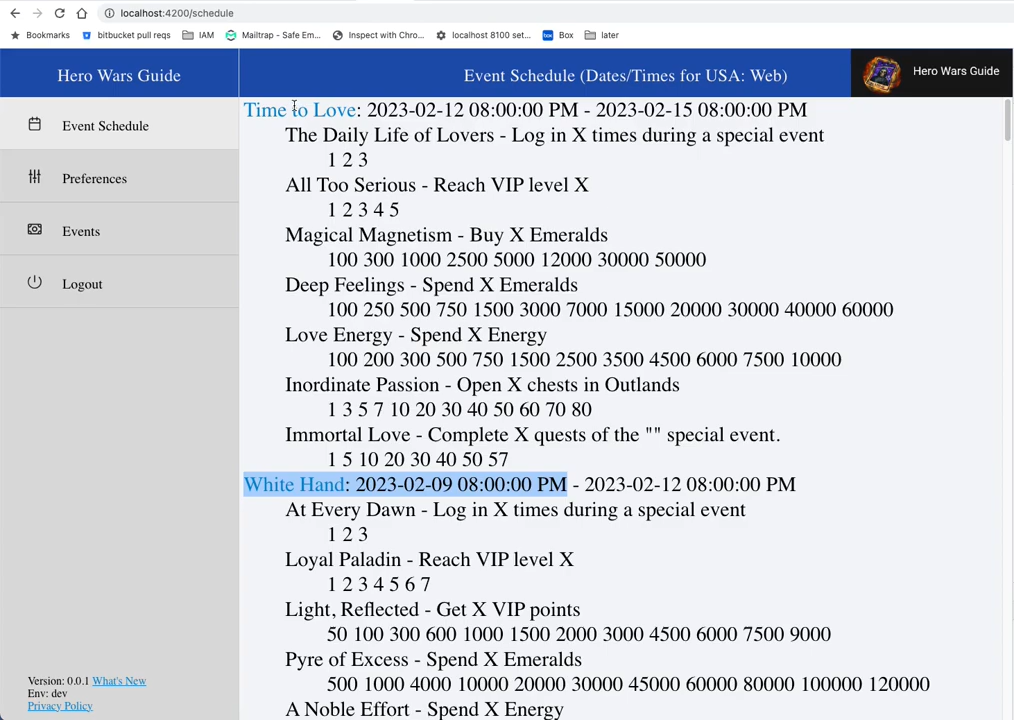 localhost:4200/schedule
Bookmarks bitbucket pull reqs IAM Mailtrap - Safe Em... Inspect with Chro... localhost 8100 set... box Box later
Hero Wars Guide Event Schedule (Dates/Times for USA: Web) Hero Wars Guide
Event Schedule
Preferences
Events
Logout
Time to Love: 2023-02-12 08:00:00 PM - 2023-02-15 08:00:00 PM
The Daily Life of Lovers - Log in X times during a special event
1 2 3
All Too Serious - Reach VIP level X
1 2 3 4 5
Magical Magnetism - Buy X Emeralds
100 300 1000 2500 5000 12000 30000 50000
Deep Feelings - Spend X Emeralds
100 250 500 750 1500 3000 7000 15000 20000 30000 40000 60000
Love Energy - Spend X Energy
100 200 300 500 750 1500 2500 3500 4500 6000 7500 10000
Inordinate Passion - Open X chests in Outlands
1 3 5 7 10 20 30 40 50 60 70 80
Immortal Love - Complete X quests of the "" special event.
1 5 10 20 30 40 50 57
White Hand: 2023-02-09 08:00:00 PM - 2023-02-12 08:00:00 PM
At Every Dawn - Log in X times during a special event
1 2 3
Loyal Paladin - Reach VIP level X
1 2 3 4 5 6 7
Light, Reflected - Get X VIP points
50 100 300 600 1000 1500 2000 3000 4500 6000 7500 9000
Pyre of Excess - Spend X Emeralds
500 1000 4000 10000 20000 30000 45000 60000 80000 100000 120000
A Noble Effort - Spend X Energy
Version: 0.0.1 What's New
Env: dev
Privacy Policy